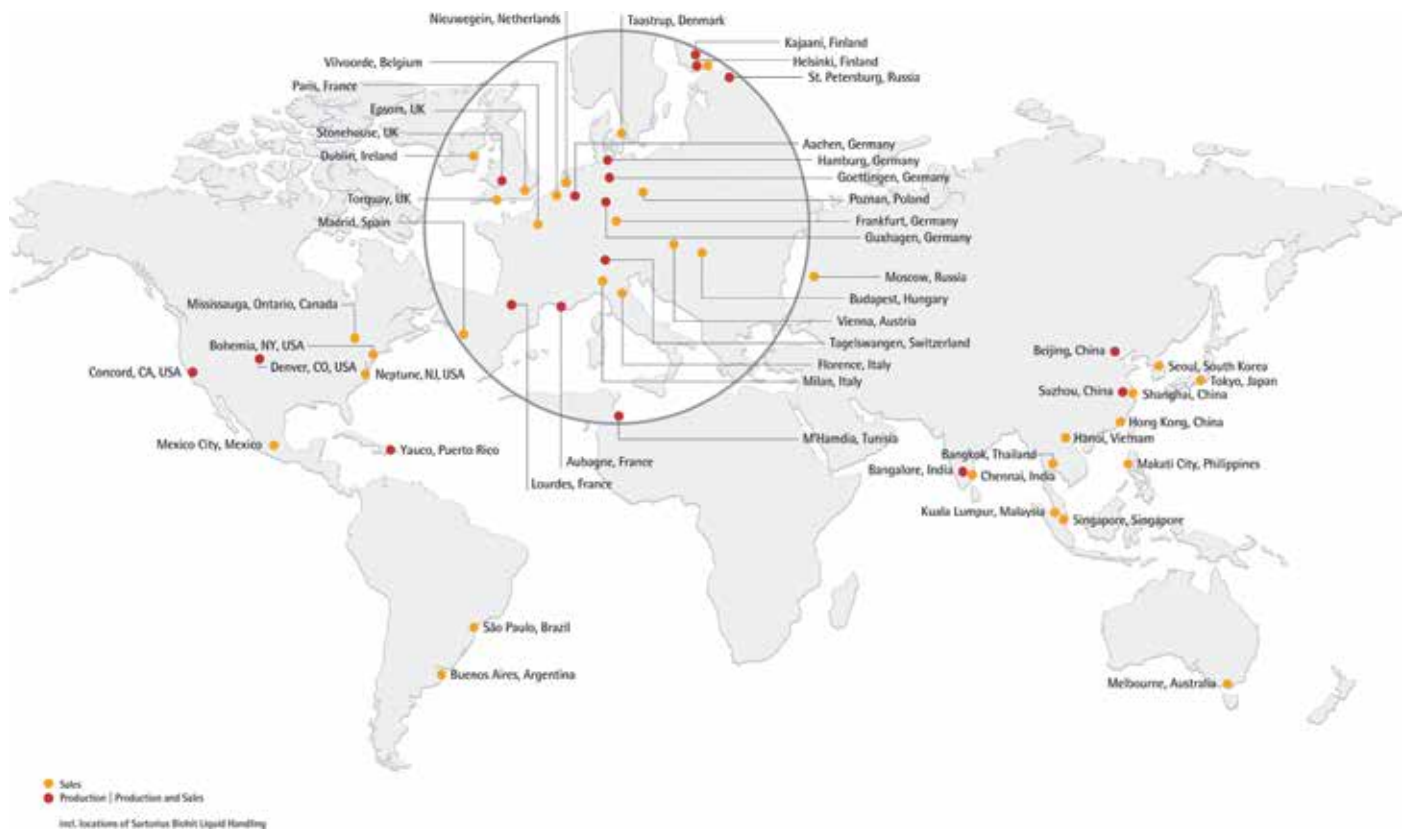 Nieuwegein, Netherlands
Taastrup, Denmark
Kajaani, Finland
Helsinki, Finland
St. Petersburg, Russia
Vilvoorde, Belgium
Paris, France
Epsom, UK
Stonehouse, UK
Dublin, Ireland
Torquay, UK
Madrid, Spain
Aachen, Germany
Hamburg, Germany
Goettingen, Germany
Poznan, Poland
Frankfurt, Germany
Guxhagen, Germany
Moscow, Russia
Budapest, Hungary
Vienna, Austria
Tagelswangen, Switzerland
Florence, Italy
Milan, Italy
Mississauga, Ontario, Canada
Bohemia, NY, USA
Denver, CO, USA
Concord, CA, USA
Neptune, NJ, USA
Mexico City, Mexico
Yauco, Puerto Rico
Aubagne, France
Lourdes, France
M'Hamdia, Tunisia
Beijing, China
Seoul, South Korea
Tokyo, Japan
Suzhou, China
Shanghai, China
Hong Kong, China
Hanoi, Vietnam
Bangkok, Thailand
Makati City, Philippines
Bangalore, India
Chennai, India
Kuala Lumpur, Malaysia
Singapore, Singapore
São Paulo, Brazil
Buenos Aires, Argentina
Melbourne, Australia
Sales
Production | Production and Sales
incl. locations of Sartorius Biohit Liquid Handling